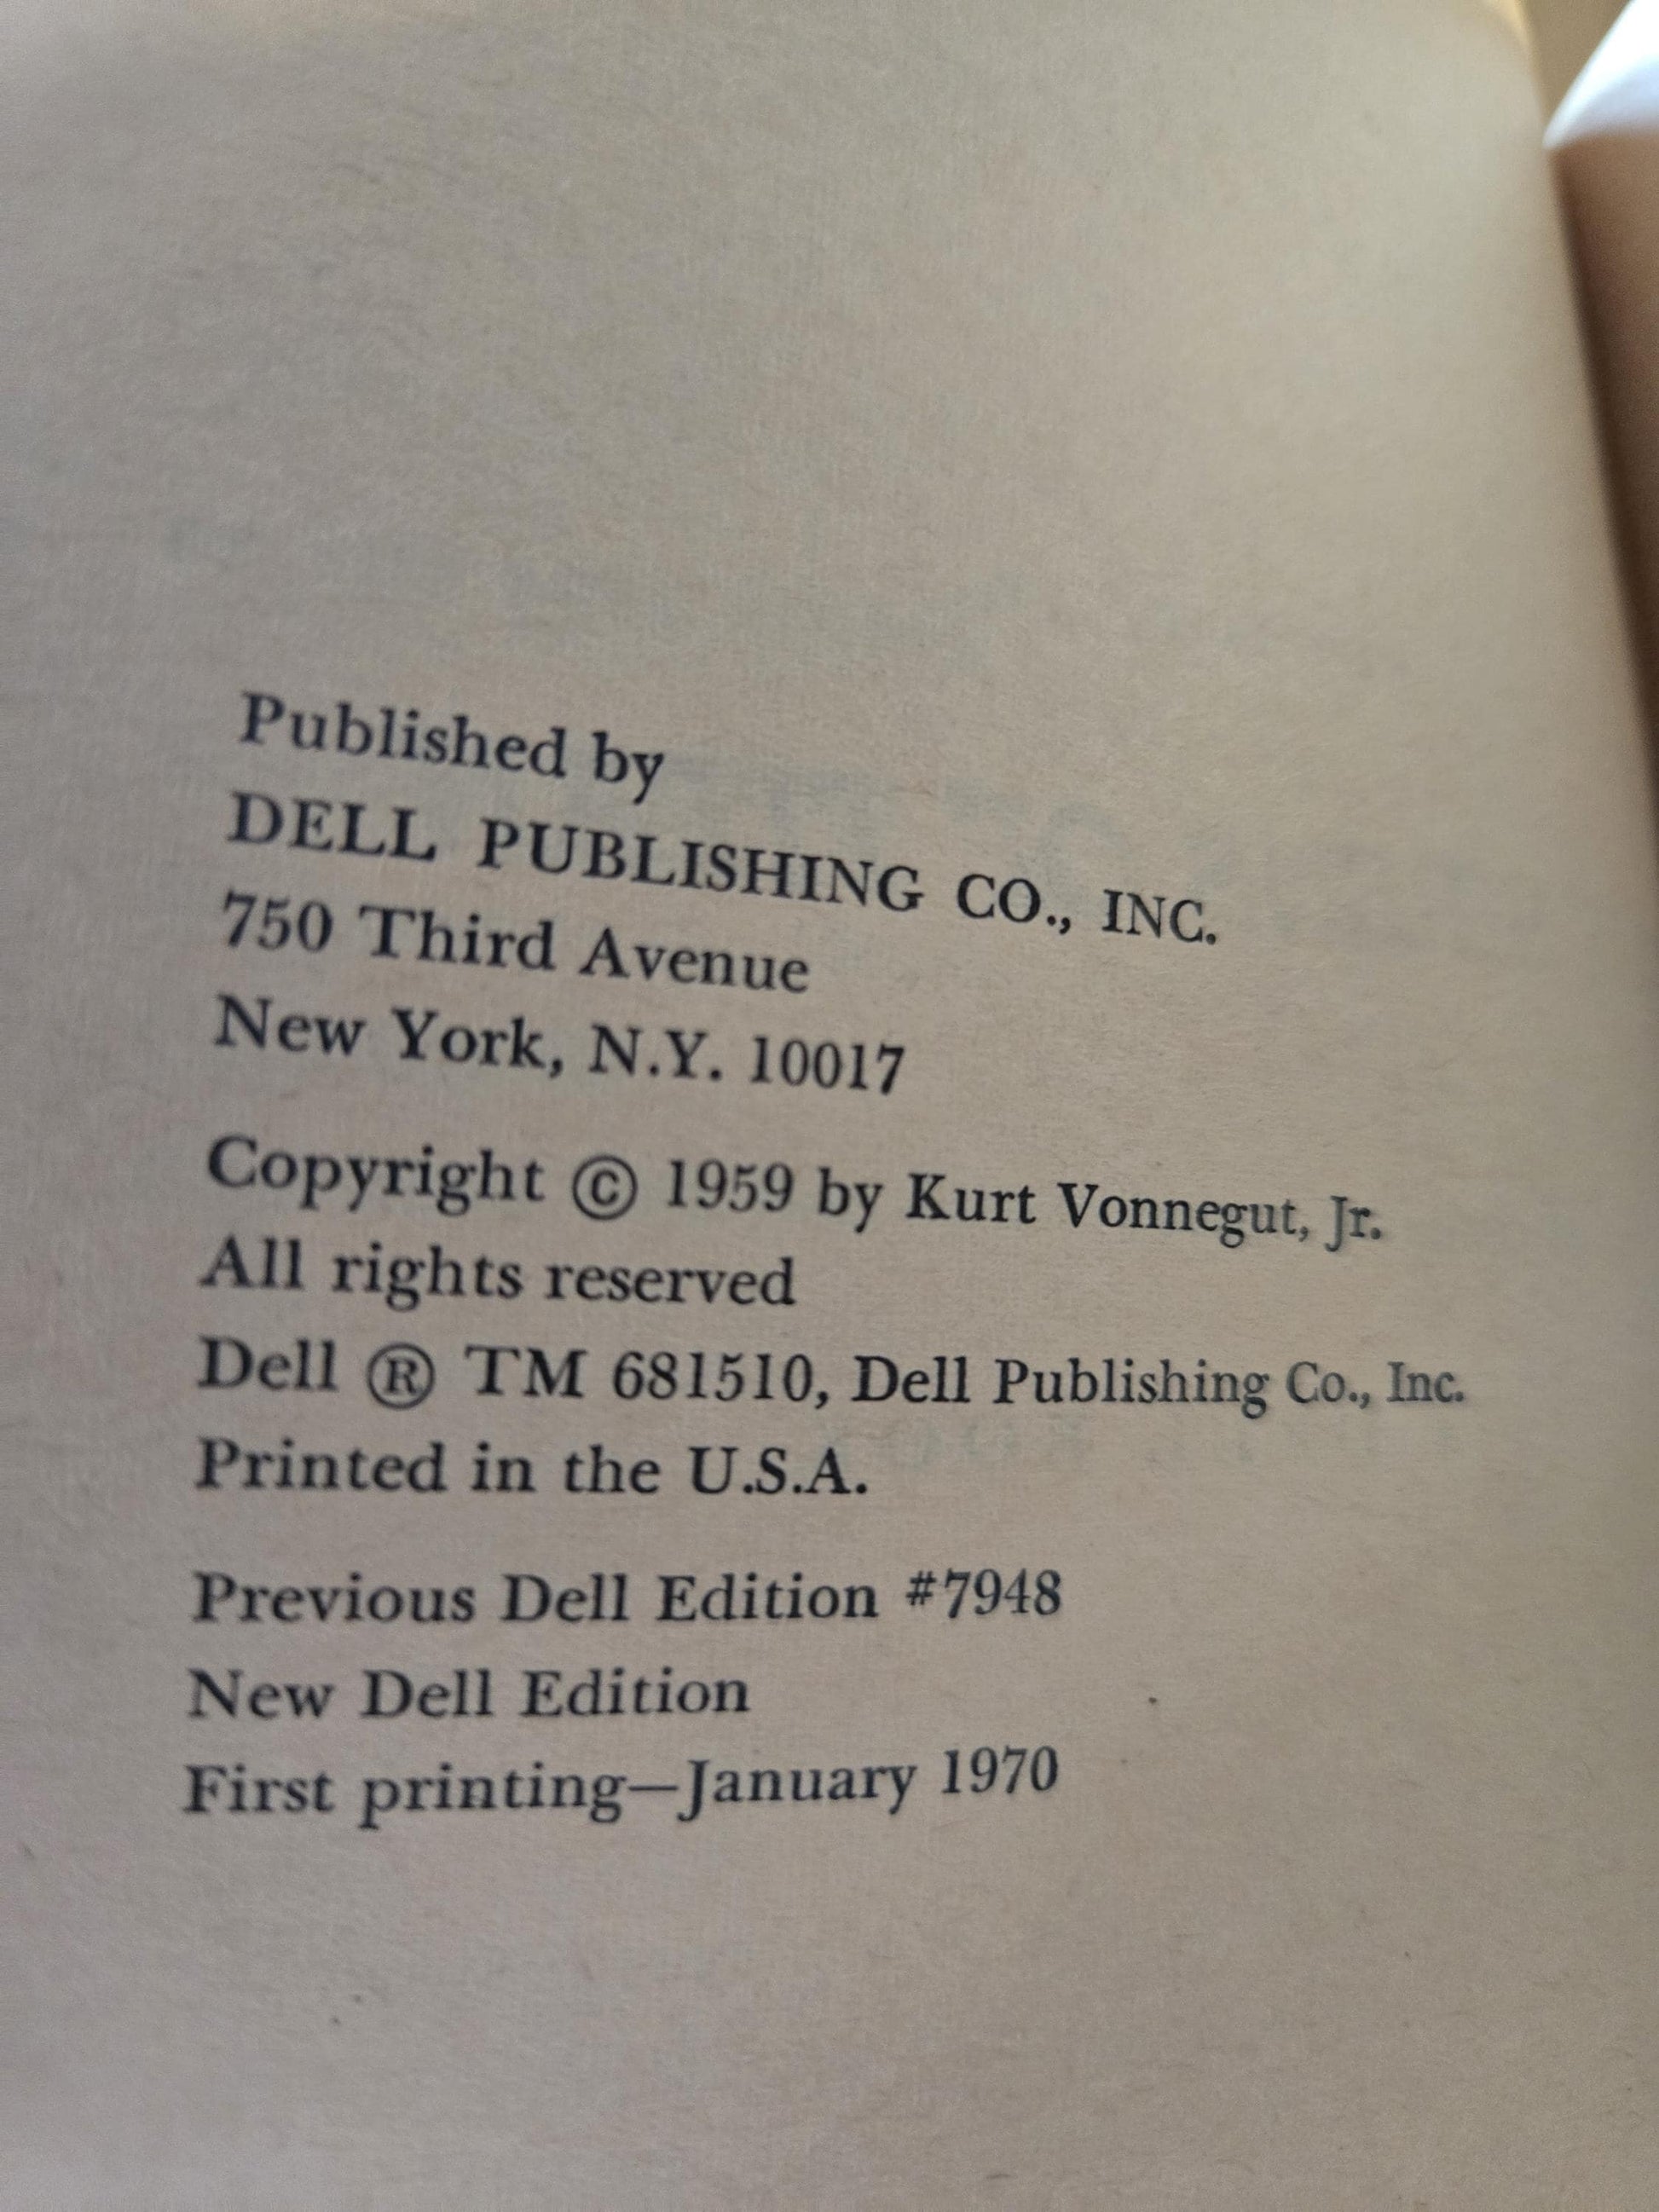 Published by
DELL PUBLISHING CO., INC.
750 Third Avenue
New York, N.Y. 10017
Copyright © 1959 by Kurt Vonnegut, Jr.
All rights reserved
Dell ® TM 681510, Dell Publishing Co., Inc.
Printed in the U.S.A.
Previous Dell Edition #7948
New Dell Edition
First printing—January 1970